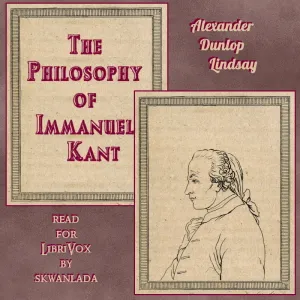 The
Philosophy
of
Immanuel
Kant
Alexander
Dunlop
Lindsay
read
for
LibriVox
by
skwanlada